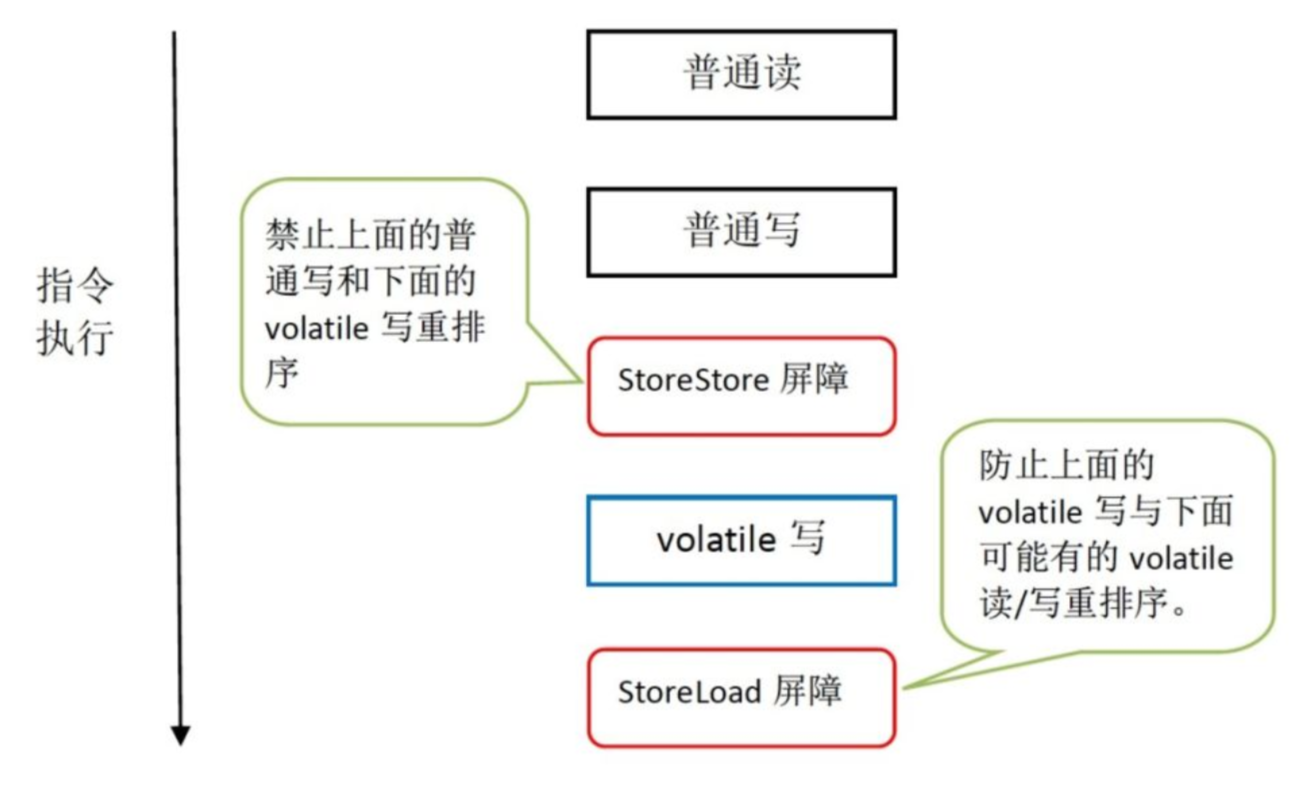 普通读
普通写
禁止上面的普
通写和下面的
volatile 写重排
序
指令
执行
StoreStore 屏障
volatile 写
防止上面的
volatile 写与下面
可能有的 volatile
读/写重排序。
StoreLoad 屏障